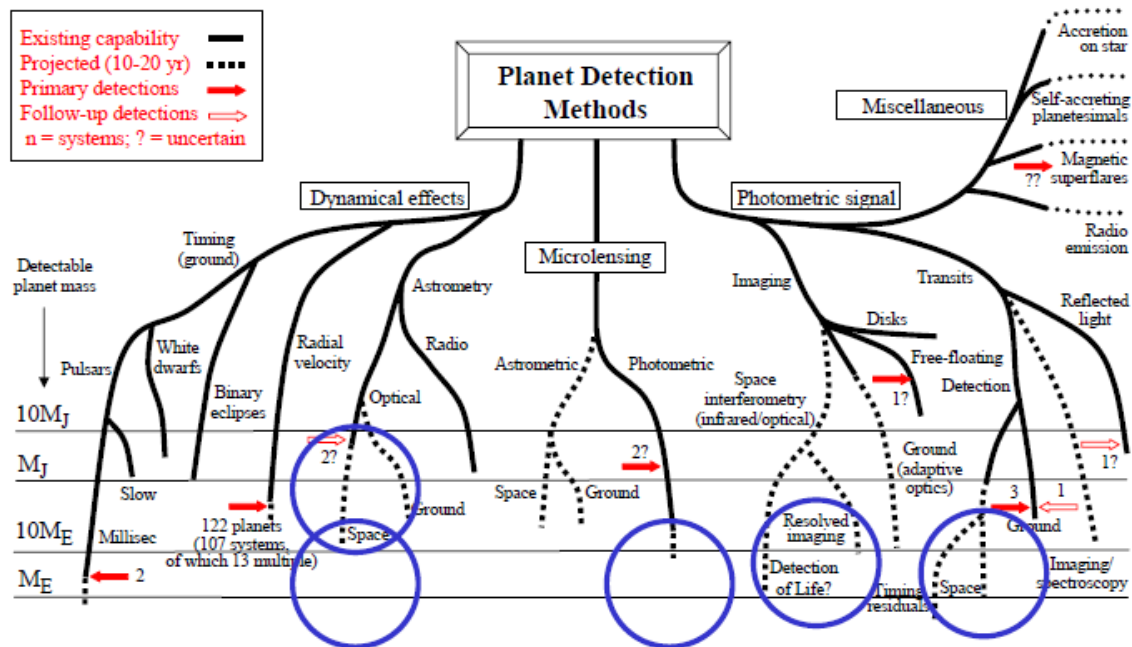 Existing capability
Projected (10-20 yr)
Primary detections
Follow-up detections
n = systems; ? = uncertain
Planet Detection
Methods
Miscellaneous
Accretion
on star
Self-accreting
planetesimals
Magnetic
superflares
??
Radio
emission
Dynamical effects
Photometric signal
Microlensing
Timing
(ground)
Detectable
planet mass
Astrometry
Imaging
Transits
Reflected
light
Disks
Pulsars
White
dwarfs
Radial
velocity
Radio
Astrometric
Photometric
Free-floating
1?
Detection
Binary
eclipses
Optical
Space
interferometry
(infrared/optical)
10MJ
2?
2?
Ground
(adaptive
optics)
1?
MJ
Slow
Ground
Space
Ground
3
1
Ground
122 planets
(107 systems,
of which 13 multiple)
Space
Resolved
imaging
10ME
Millisec
Detection
of Life?
Timing
residuals
Space
Imaging/
spectroscopy
ME
2